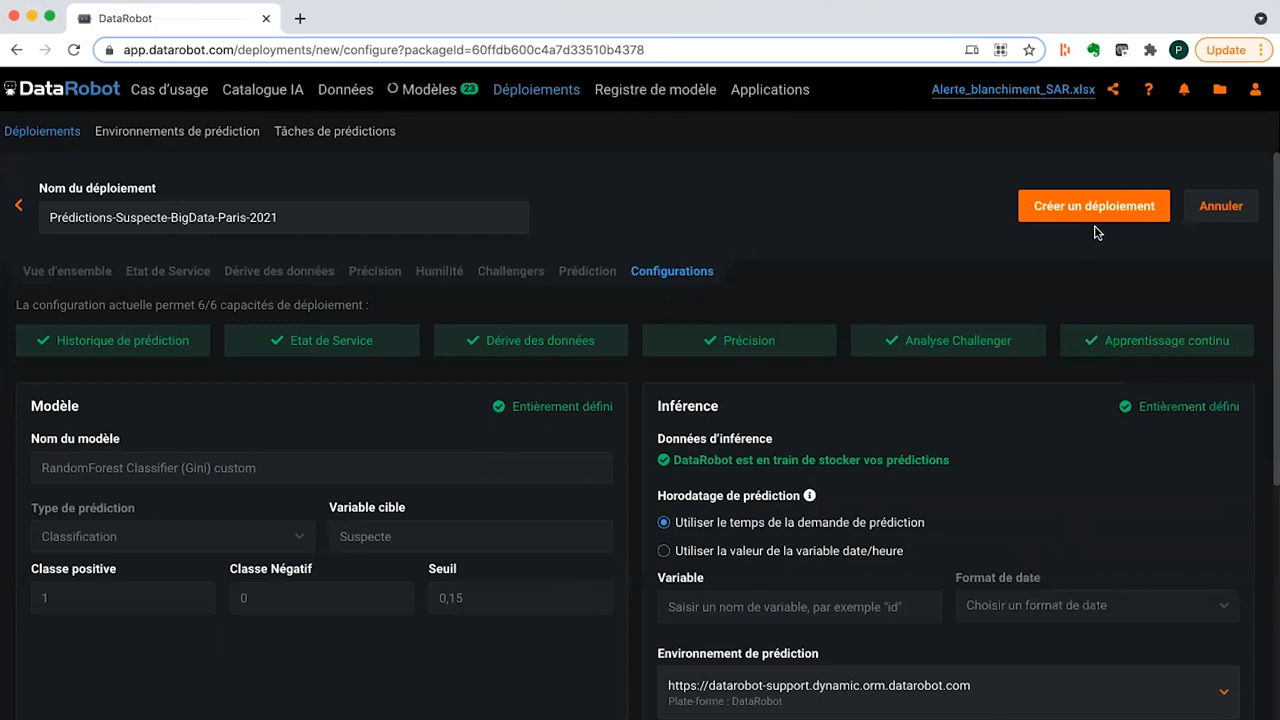 DataRobot
app.datarobot.com/deployments/new/configure?packageId=60ffdb600c4a7d33510b4378
P
Update
DataRobot Cas d'usage Catalogue IA Données Modèles 23 Déploiements Registre de modèle Applications Alerte_blanchiment_SAR.xlsx
Déploiements Environnements de prédiction Tâches de prédictions
Nom du déploiement
Prédictions-Suspecte-BigData-Paris-2021
Créer un déploiement Annuler
Vue d'ensemble Etat de Service Dérive des données Précision Humilité Challengers Prédiction Configurations
La configuration actuelle permet 6/6 capacités de déploiement :
Historique de prédiction Etat de Service Dérive des données Précision Analyse Challenger Apprentissage continu
Modèle Entièrement défini
Nom du modèle
RandomForest Classifier (Gini) custom
Type de prédiction Variable cible
Classification Suspecte
Classe positive Classe Négatif Seuil
1 0 0,15
Inférence Entièrement défini
Données d'inférence
DataRobot est en train de stocker vos prédictions
Horodatage de prédiction
Utiliser le temps de la demande de prédiction
Utiliser la valeur de la variable date/heure
Variable Format de date
Saisir un nom de variable, par exemple "id" Choisir un format de date
Environnement de prédiction
https://datarobot-support.dynamic.orm.datarobot.com
Plate-forme : DataRobot